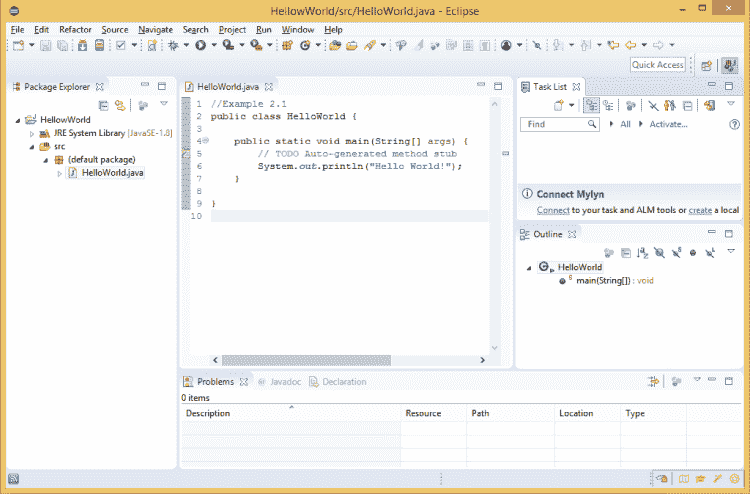 HellowWorld/src/HelloWorld.java - Eclipse
File Edit Refactor Source Navigate Search Project Run Window Help
Quick Access
Package Explorer
HellowWorld
JRE System Library [JavaSE-1.8]
src
(default package)
HelloWorld.java
HelloWorld.java
1 //Example 2.1
2 public class HelloWorld {
3
4 public static void main(String[] args) {
5 // TODO Auto-generated method stub
6 System.out.println("Hello World!");
7 }
8
9 }
10
Task List
Find All Activate...
Connect Mylyn
Connect to your task and ALM tools or create a local
Outline
HelloWorld
main(String[]) : void
Problems Javadoc Declaration
0 items
Description Resource Path Location Type